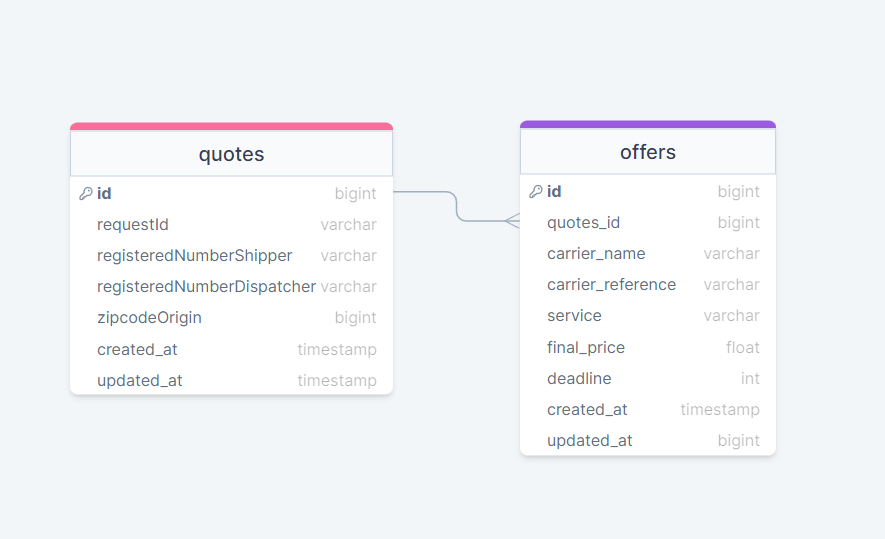 quotes
id bigint
requestId varchar
registeredNumberShipper varchar
registeredNumberDispatcher varchar
zipcodeOrigin bigint
created_at timestamp
updated_at timestamp
offers
id bigint
quotes_id bigint
carrier_name varchar
carrier_reference varchar
service varchar
final_price float
deadline int
created_at timestamp
updated_at bigint